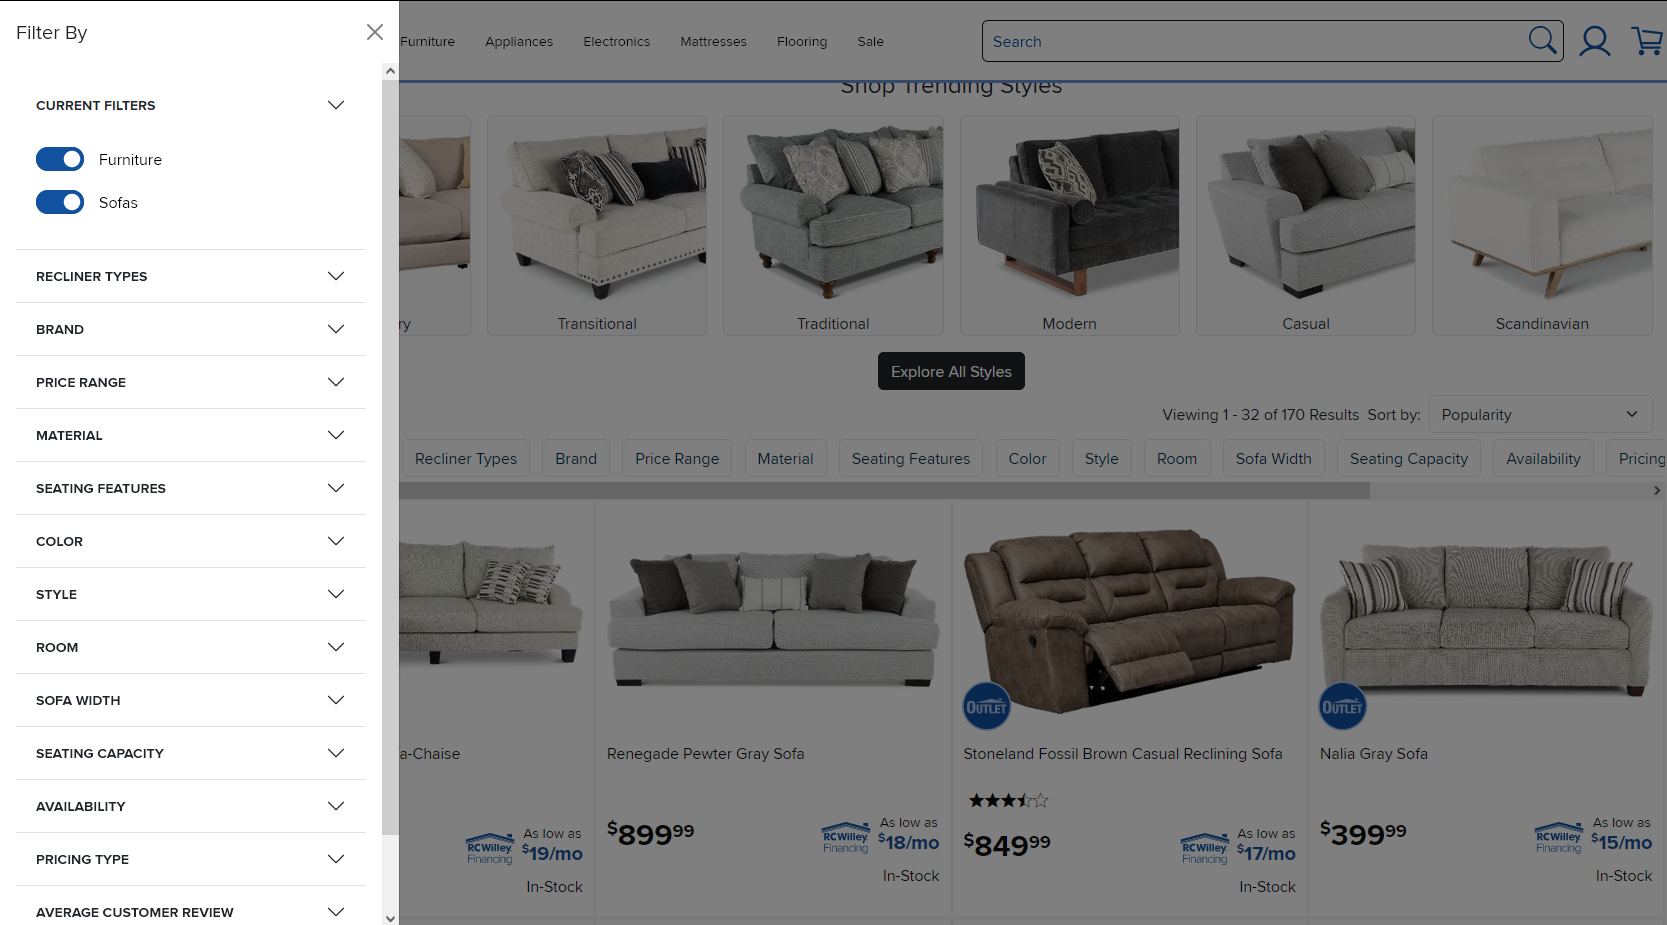 Filter By
CURRENT FILTERS
Furniture
Sofas
RECLINER TYPES
BRAND
PRICE RANGE
MATERIAL
SEATING FEATURES
COLOR
STYLE
ROOM
SOFA WIDTH
SEATING CAPACITY
AVAILABILITY
PRICING TYPE
AVERAGE CUSTOMER REVIEW
Furniture Appliances Electronics Mattresses Flooring Sale Search
Shop Trending Styles
ry Transitional Traditional Modern Casual Scandinavian
Explore All Styles
Viewing 1 - 32 of 170 Results Sort by: Popularity
Recliner Types Brand Price Range Material Seating Features Color Style Room Sofa Width Seating Capacity Availability Pricing
OUTLET OUTLET
a-Chaise Renegade Pewter Gray Sofa Stoneland Fossil Brown Casual Reclining Sofa Nalia Gray Sofa
RCWilley Financing As low as $19/mo
In-Stock
$899.99 RCWilley Financing As low as $18/mo
In-Stock
$849.99 RCWilley Financing As low as $17/mo
In-Stock
$399.99 RCWilley Financing As low as $15/mo
In-Stock